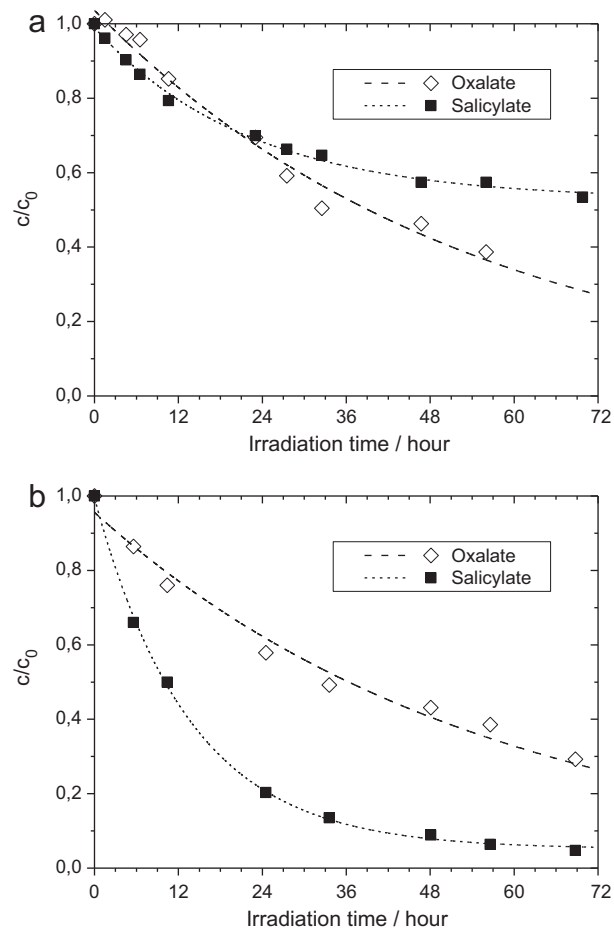 a
1,0
0,8
0,6
0,4
0,2
0,0
c/c0
Oxalate
Salicylate
0 12 24 36 48 60 72
Irradiation time / hour
b
1,0
0,8
0,6
0,4
0,2
0,0
c/c0
Oxalate
Salicylate
0 12 24 36 48 60 72
Irradiation time / hour